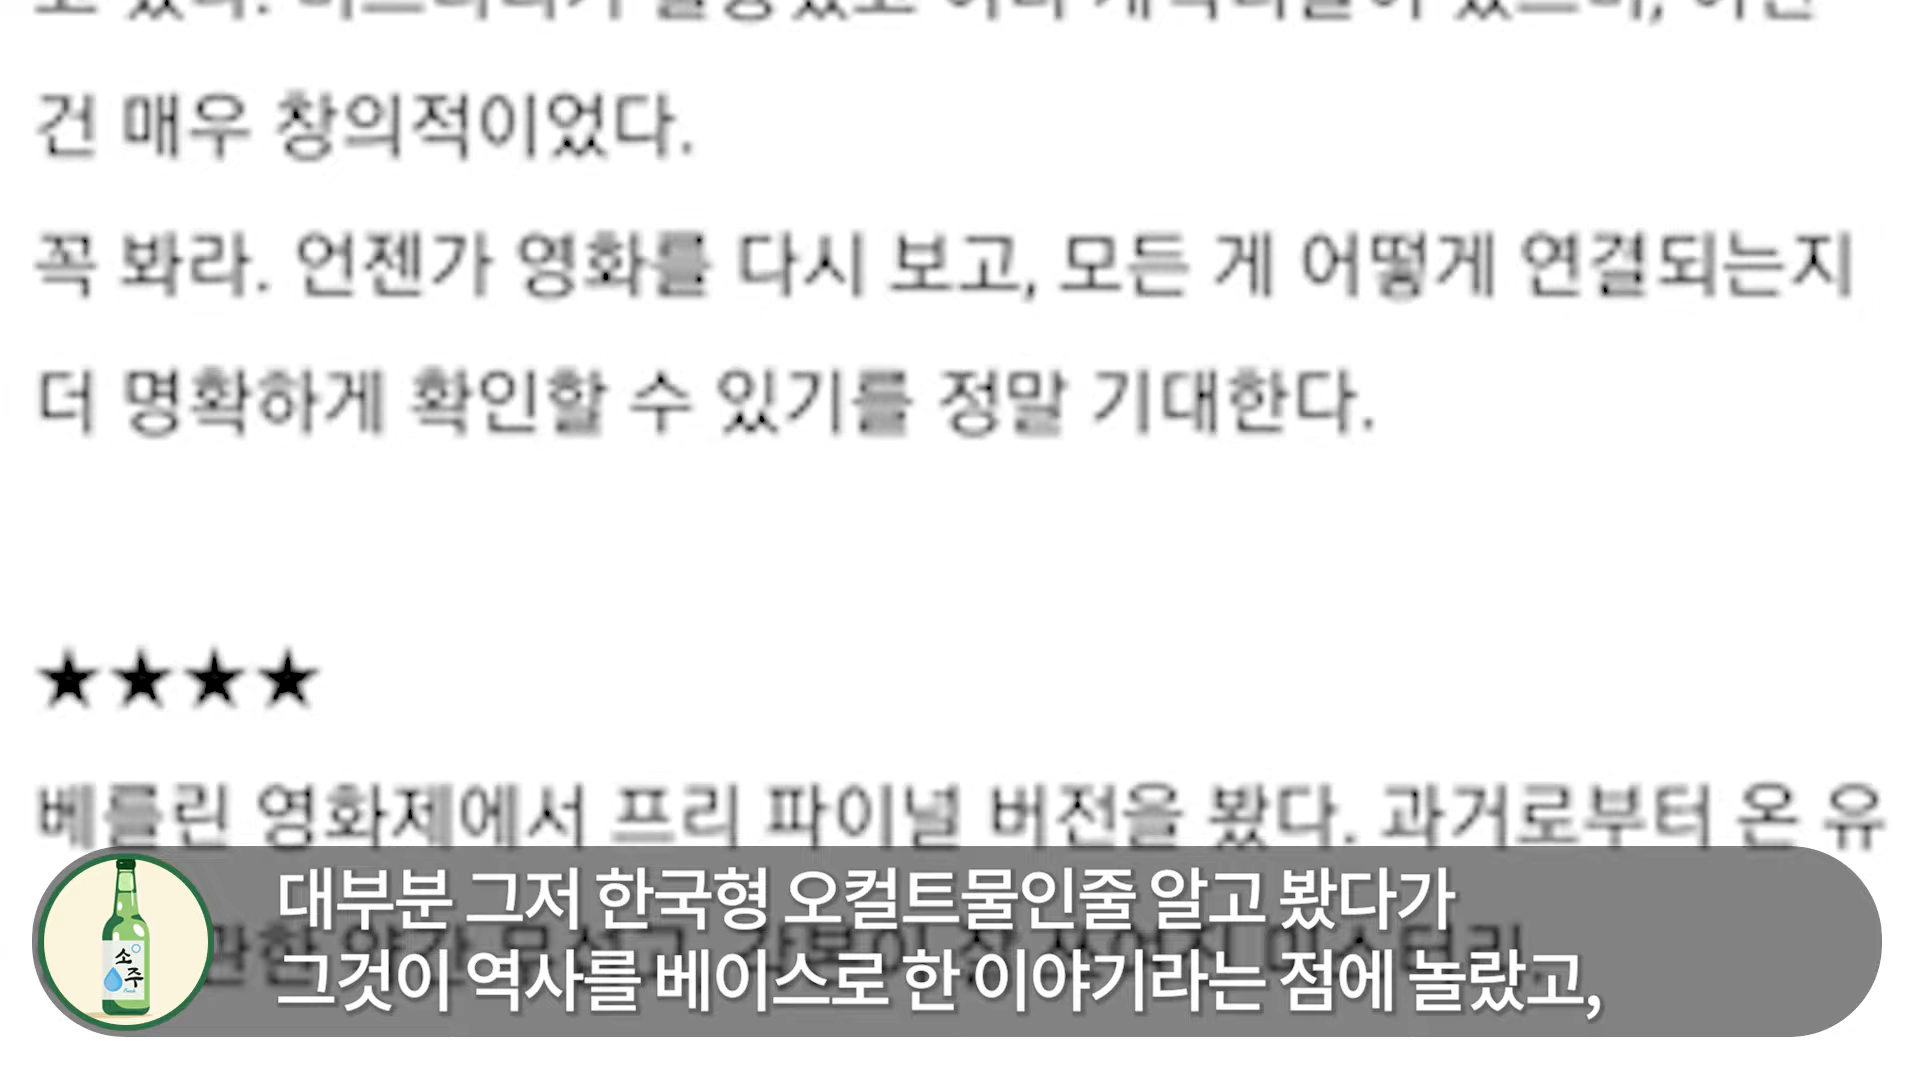 건 매우 창의적이었다.
꼭 봐라. 언젠가 영화를 다시 보고, 모든 게 어떻게 연결되는지
더 명확하게 확인할 수 있기를 정말 기대한다.
★★★★
베를린 영화제에서 프리 파이널 버전을 봤다. 과거로부터 온 유
소주
대부분 그저 한국형 오컬트물인줄 알고 봤다가
그것이 역사를 베이스로 한 이야기라는 점에 놀랐고,